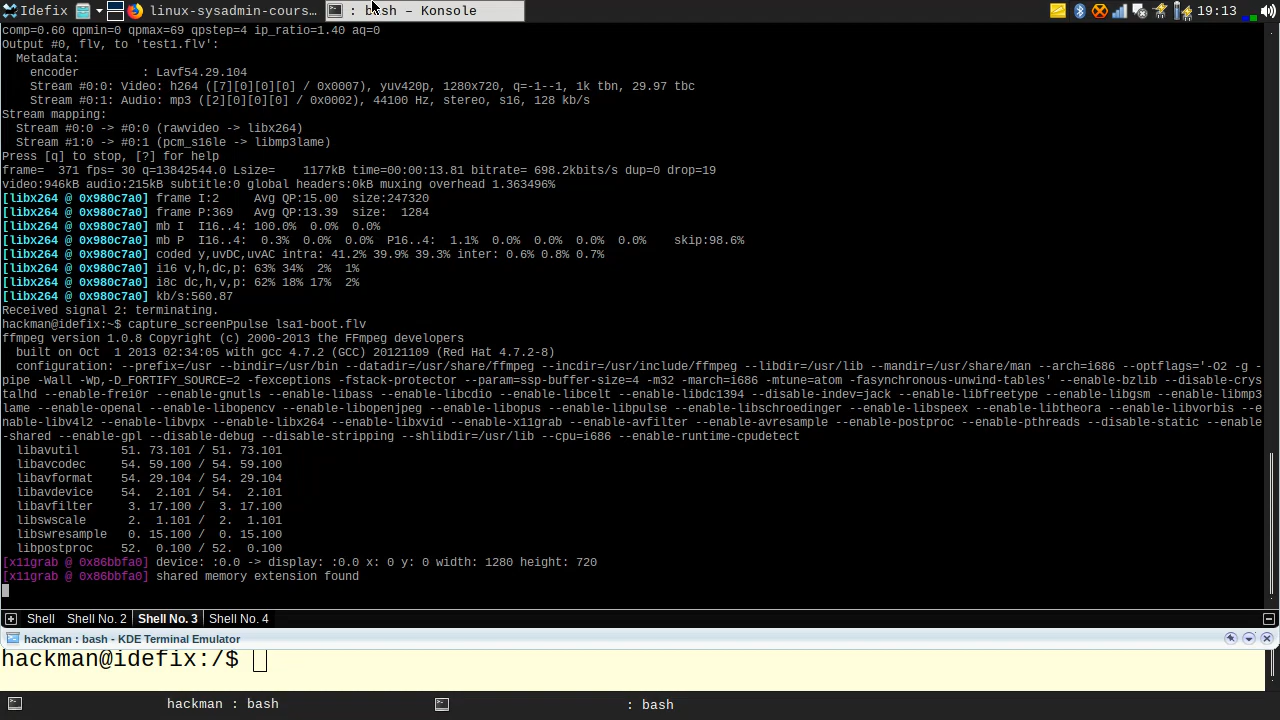 Idefix linux-sysadmin-cours... : bash – Konsole 19:13
comp=0.60 qpmin=0 qpmax=69 qpstep=4 ip_ratio=1.40 aq=0
Output #0, flv, to 'test1.flv':
Metadata:
encoder : Lavf54.29.104
Stream #0:0: Video: h264 ([7][0][0][0] / 0x0007), yuv420p, 1280x720, q=-1--1, 1k tbn, 29.97 tbc
Stream #0:1: Audio: mp3 ([2][0][0][0] / 0x0002), 44100 Hz, stereo, s16, 128 kb/s
Stream mapping:
Stream #0:0 -> #0:0 (rawvideo -> libx264)
Stream #1:0 -> #0:1 (pcm_s16le -> libmp3lame)
Press [q] to stop, [?] for help
frame= 371 fps= 30 q=13842544.0 Lsize= 1177kB time=00:00:13.81 bitrate= 698.2kbits/s dup=0 drop=19
video:946kB audio:215kB subtitle:0 global headers:0kB muxing overhead 1.363496%
[libx264 @ 0x980c7a0] frame I:2 Avg QP:15.00 size:247320
[libx264 @ 0x980c7a0] frame P:369 Avg QP:13.39 size: 1284
[libx264 @ 0x980c7a0] mb I I16..4: 100.0% 0.0% 0.0%
[libx264 @ 0x980c7a0] mb P I16..4: 0.3% 0.0% 0.0% P16..4: 1.1% 0.0% 0.0% 0.0% 0.0% skip:98.6%
[libx264 @ 0x980c7a0] coded y,uvDC,uvAC intra: 41.2% 39.9% 39.3% inter: 0.6% 0.8% 0.7%
[libx264 @ 0x980c7a0] i16 v,h,dc,p: 63% 34% 2% 1%
[libx264 @ 0x980c7a0] i8c dc,h,v,p: 62% 18% 17% 2%
[libx264 @ 0x980c7a0] kb/s:560.87
Received signal 2: terminating.
hackman@idefix:~$ capture_screenPpulse lsa1-boot.flv
ffmpeg version 1.0.8 Copyright (c) 2000-2013 the FFmpeg developers
built on Oct 1 2013 02:34:05 with gcc 4.7.2 (GCC) 20121109 (Red Hat 4.7.2-8)
configuration: --prefix=/usr --bindir=/usr/bin --datadir=/usr/share/ffmpeg --incdir=/usr/include/ffmpeg --libdir=/usr/lib --mandir=/usr/share/man --arch=i686 --optflags='-O2 -g -
pipe -Wall -Wp,-D_FORTIFY_SOURCE=2 -fexceptions -fstack-protector --param=ssp-buffer-size=4 -m32 -march=i686 -mtune=atom -fasynchronous-unwind-tables' --enable-bzlib --disable-crys
talhd --enable-frei0r --enable-gnutls --enable-libass --enable-libcdio --enable-libcelt --enable-libdc1394 --disable-indev=jack --enable-libfreetype --enable-libgsm --enable-libmp3
lame --enable-openal --enable-libopencv --enable-libopenjpeg --enable-libopus --enable-libpulse --enable-libschroedinger --enable-libspeex --enable-libtheora --enable-libvorbis --e
nable-libv4l2 --enable-libvpx --enable-libx264 --enable-libxvid --enable-x11grab --enable-avfilter --enable-avresample --enable-postproc --enable-pthreads --disable-static --enable
-shared --enable-gpl --disable-debug --disable-stripping --shlibdir=/usr/lib --cpu=i686 --enable-runtime-cpudetect
libavutil 51. 73.101 / 51. 73.101
libavcodec 54. 59.100 / 54. 59.100
libavformat 54. 29.104 / 54. 29.104
libavdevice 54. 2.101 / 54. 2.101
libavfilter 3. 17.100 / 3. 17.100
libswscale 2. 1.101 / 2. 1.101
libswresample 0. 15.100 / 0. 15.100
libpostproc 52. 0.100 / 52. 0.100
[x11grab @ 0x86bbfa0] device: :0.0 -> display: :0.0 x: 0 y: 0 width: 1280 height: 720
[x11grab @ 0x86bbfa0] shared memory extension found
Shell Shell No. 2 Shell No. 3 Shell No. 4
hackman : bash - KDE Terminal Emulator
hackman@idefix:/$
hackman : bash : bash